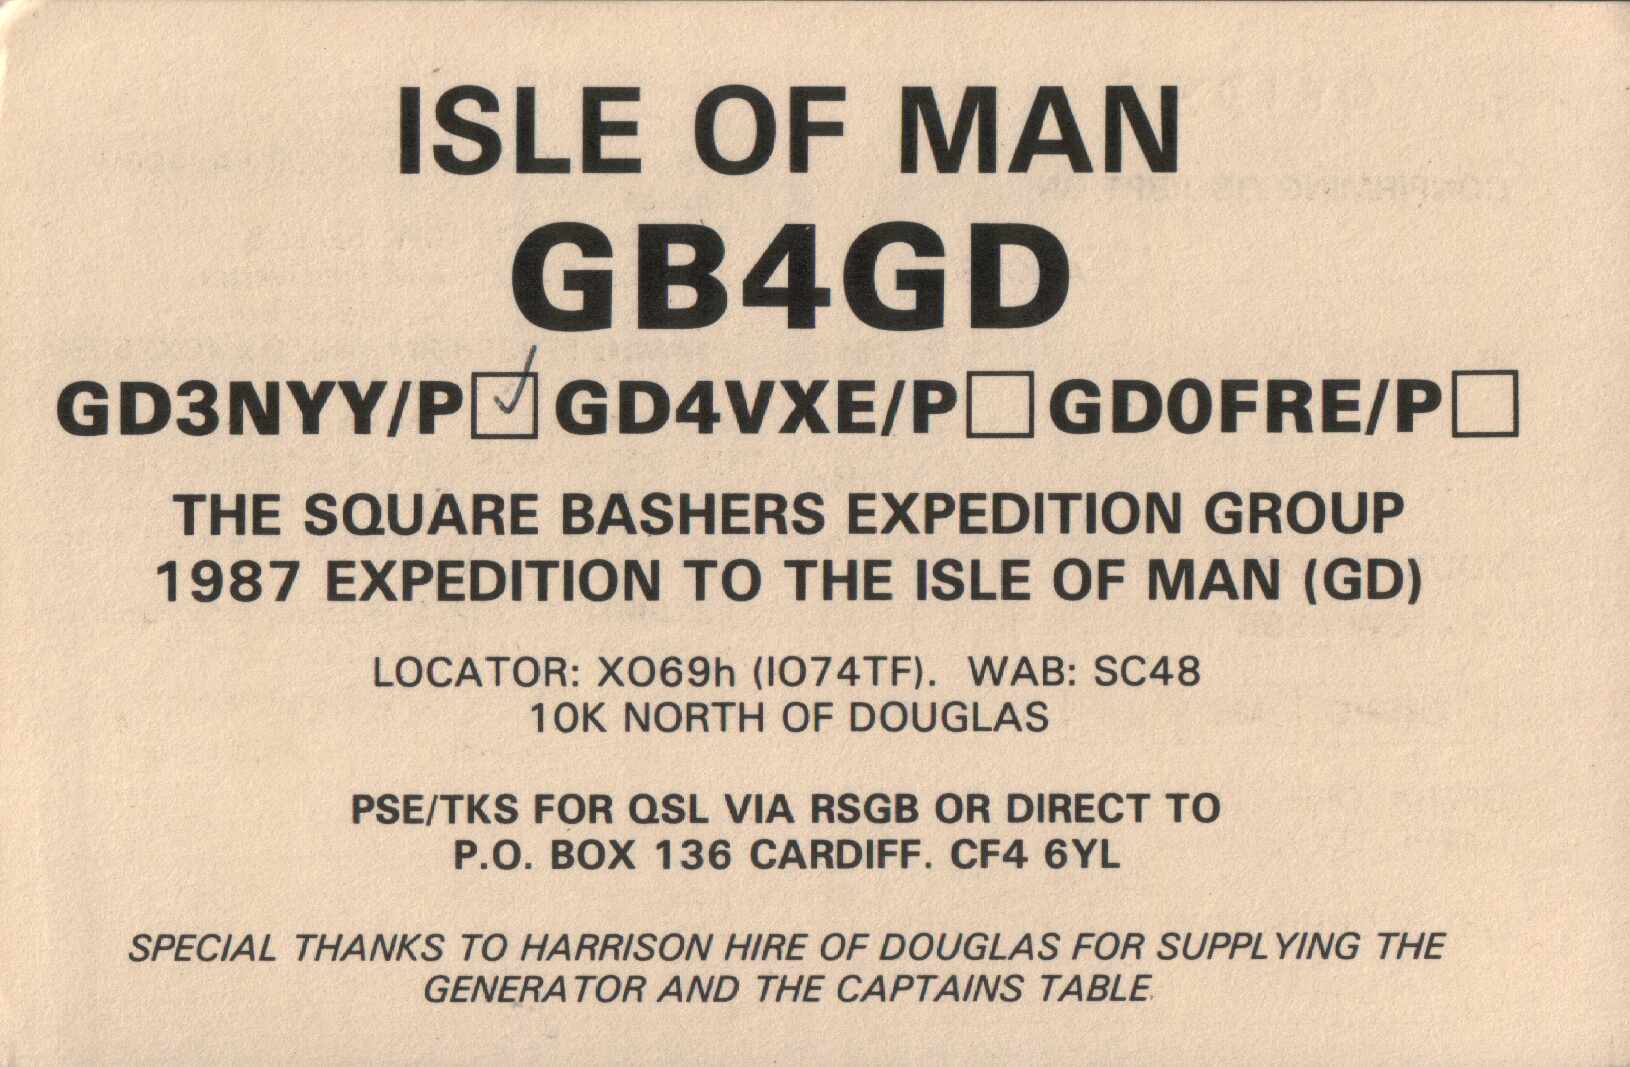 ISLE OF MAN
GB4GD
GD3NYY/P ☑ GD4VXE/P ☐ GD0FRE/P ☐
THE SQUARE BASHERS EXPEDITION GROUP
1987 EXPEDITION TO THE ISLE OF MAN (GD)
LOCATOR: XO69h (IO74TF). WAB: SC48
10K NORTH OF DOUGLAS
PSE/TKS FOR QSL VIA RSGB OR DIRECT TO
P.O. BOX 136 CARDIFF. CF4 6YL
SPECIAL THANKS TO HARRISON HIRE OF DOUGLAS FOR SUPPLYING THE
GENERATOR AND THE CAPTAINS TABLE.